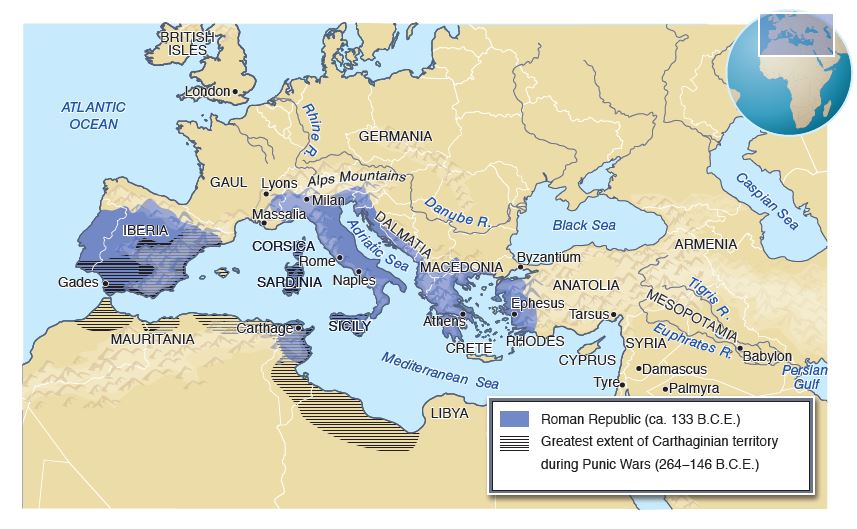 BRITISH
ISLES
London
ATLANTIC
OCEAN
Rhine R.
GERMANIA
GAUL
Lyons
Alps Mountains
Milan
Massalia
Danube R.
Caspian Sea
Black Sea
IBERIA
CORSICA
Rome
Adriatic Sea
DALMATIA
MACEDONIA
Byzantium
ARMENIA
Gades
SARDINIA
Naples
ANATOLIA
Tigris R.
MESOPOTAMIA
Ephesus
Tarsus
Carthage
SICILY
Athens
MAURITANIA
CRETE
RHODES
CYPRUS
SYRIA
Euphrates R.
Babylon
Mediterranean Sea
Damascus
Persian
Gulf
Tyre
Palmyra
LIBYA
Roman Republic (ca. 133 B.C.E.)
Greatest extent of Carthaginian territory
during Punic Wars (264–146 B.C.E.)